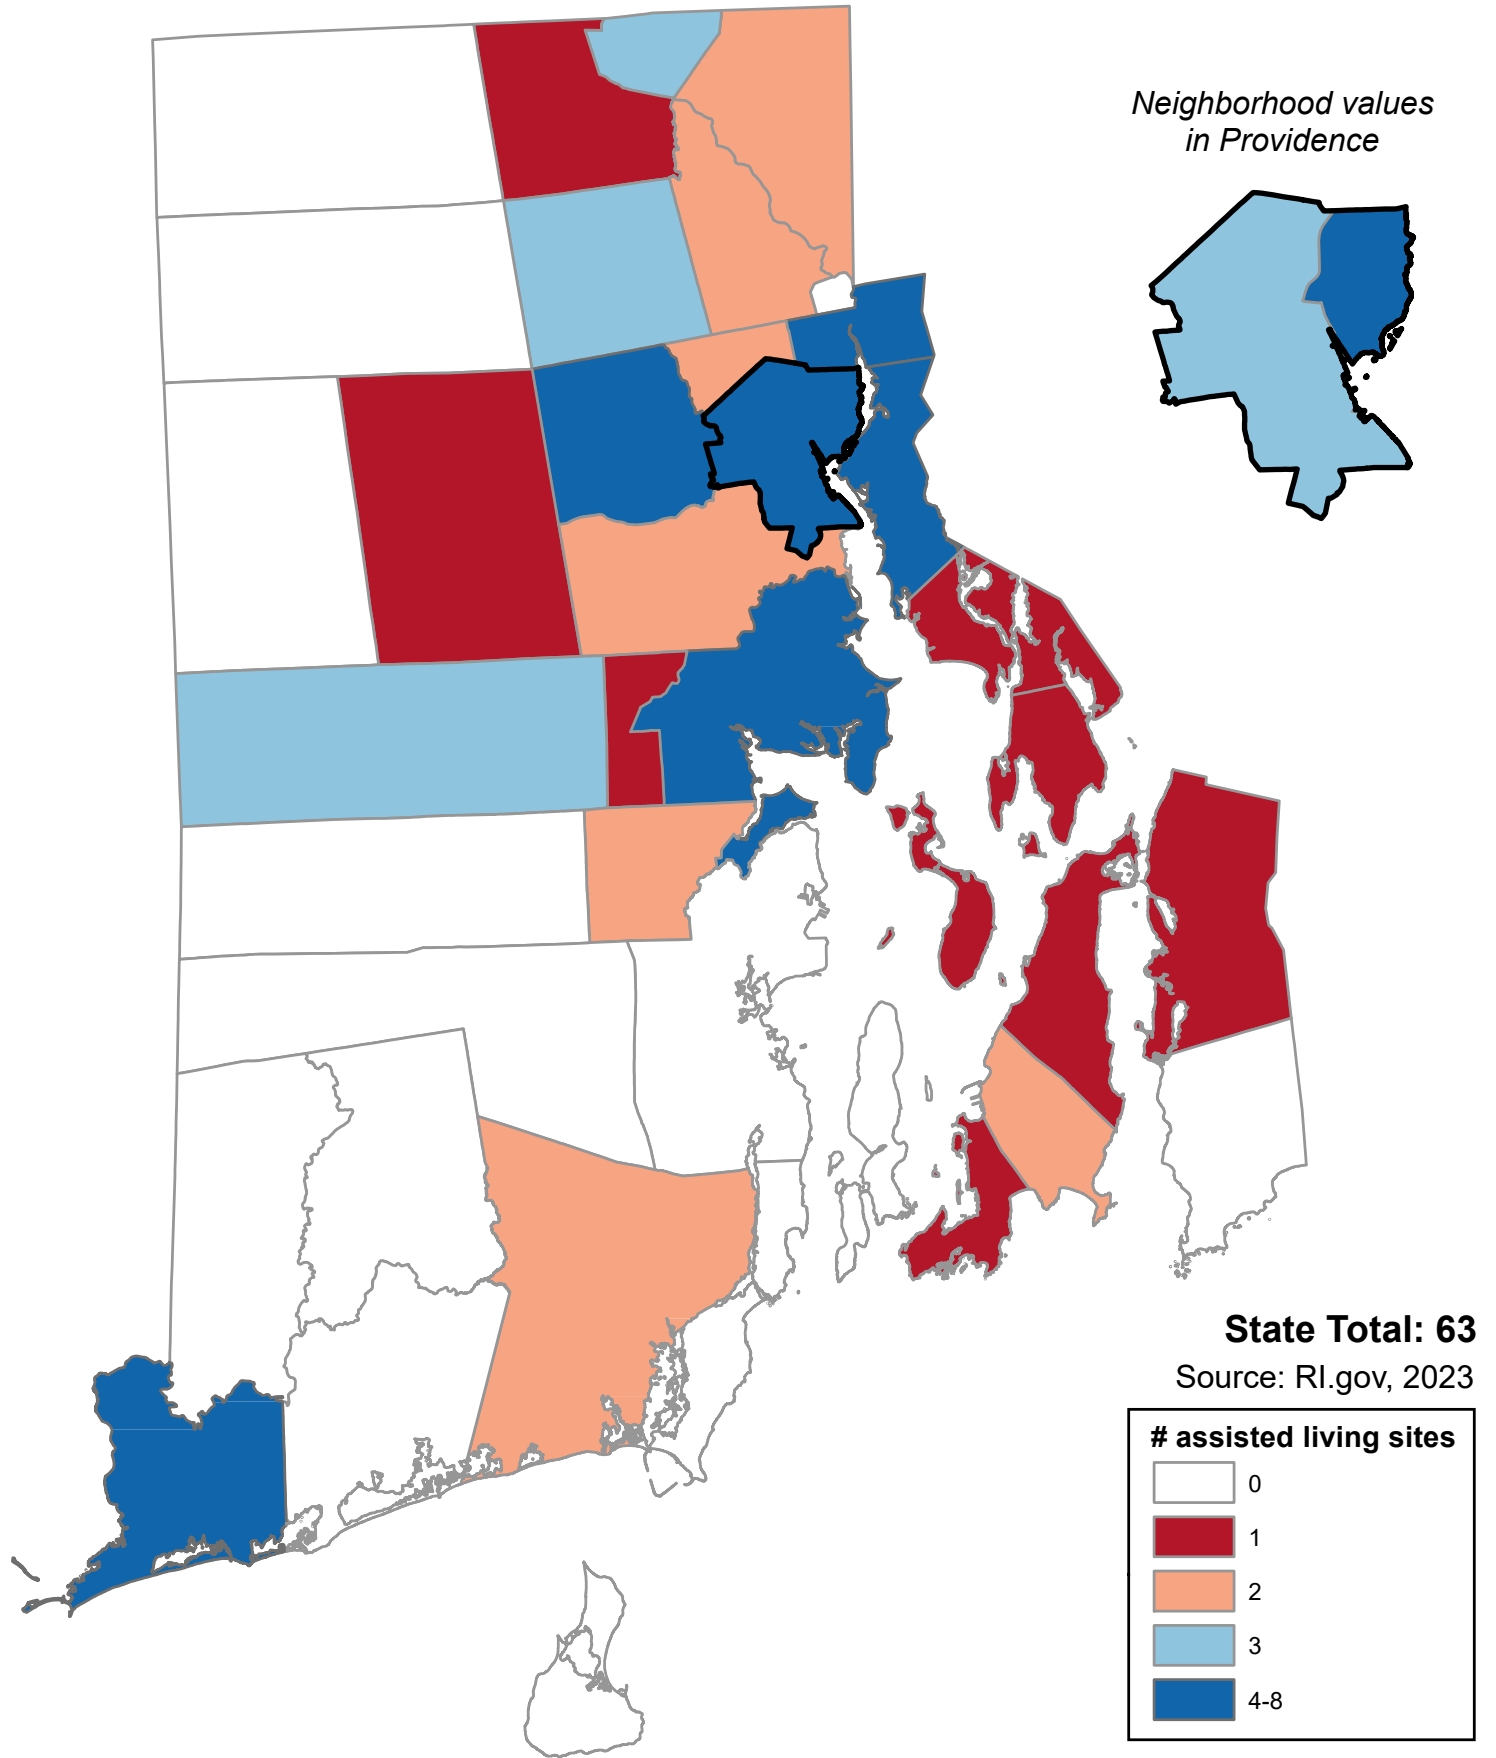 Neighborhood values
in Providence
State Total: 63
Source: RI.gov, 2023
# assisted living sites
0
1
2
3
4-8